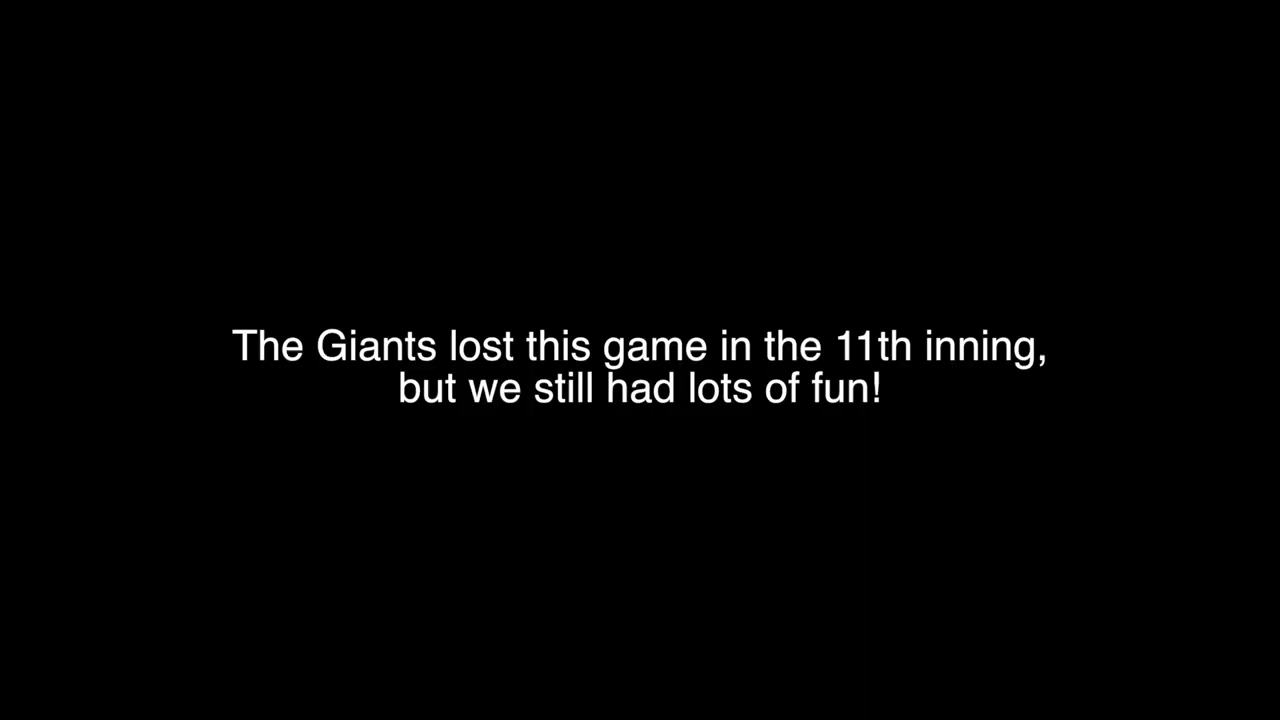 The Giants lost this game in the 11th inning,
but we still had lots of fun!